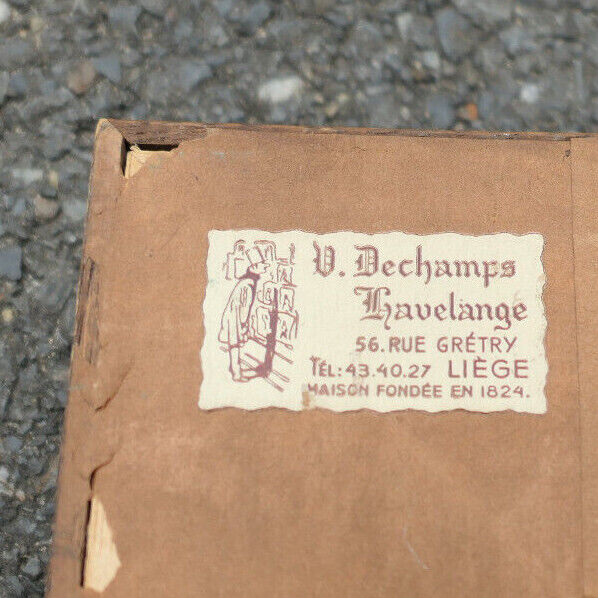 V. Dechamps
Havelange
56. RUE GRÉTRY
TÉL: 43.40.27 LIÈGE
MAISON FONDÉE EN 1824.